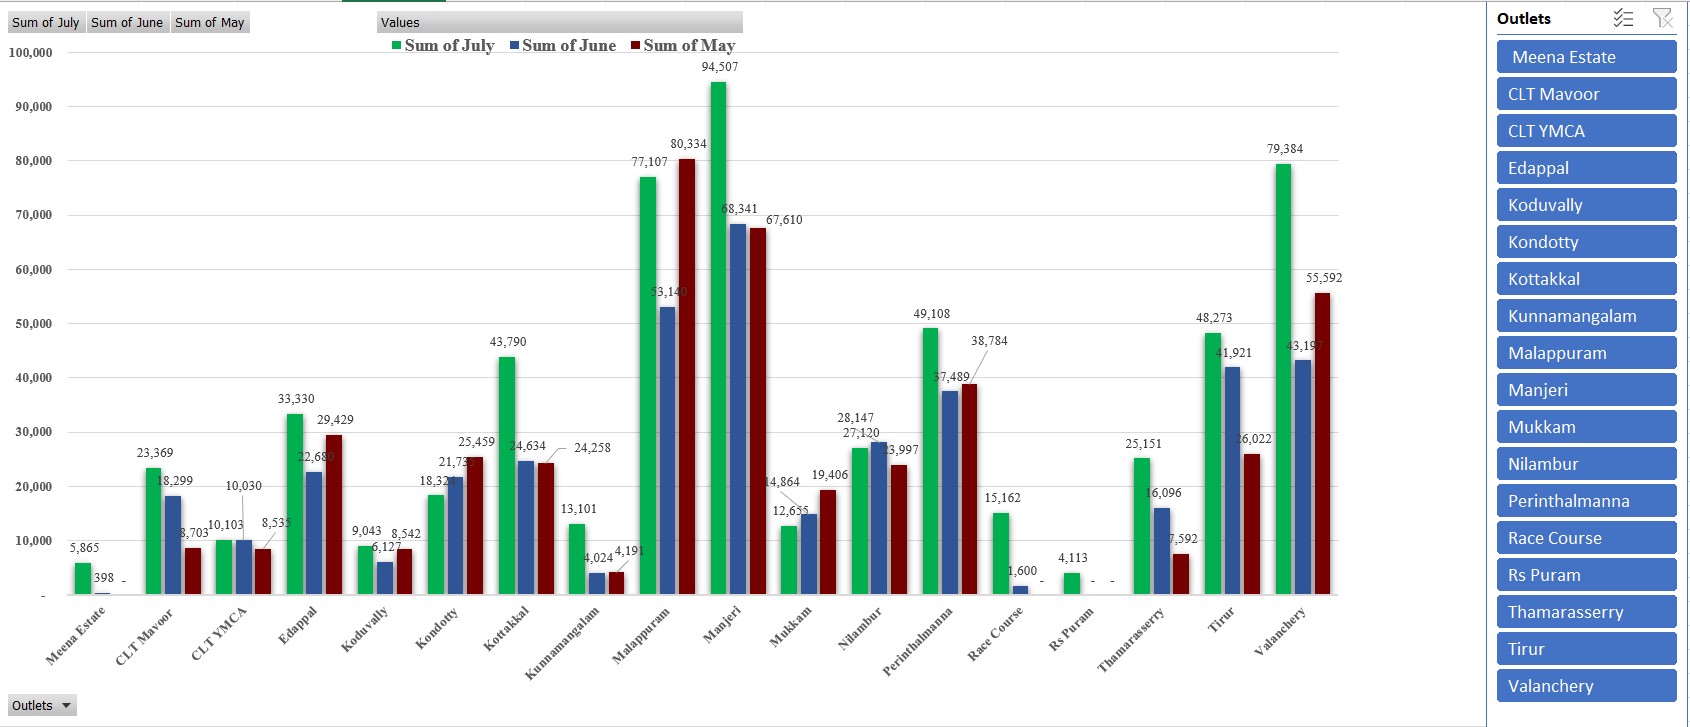 Sum of July Sum of June Sum of May
Values
Sum of July Sum of June Sum of May
100,000
90,000
80,000
70,000
60,000
50,000
40,000
30,000
20,000
10,000
-
5,865 398 -
23,369 18,299 8,703
10,103 10,030 8,535
33,330 22,680 29,429
9,043 6,127 8,542
18,324 25,459
43,790 24,634 24,258
13,101 4,024 4,191
77,107 53,140 80,334
94,507 68,341 67,610
12,655 14,864 19,406
27,120 28,147 23,997
49,108 37,489 38,784
15,162 1,600 -
4,113 - -
25,151 16,096 7,592
48,273 41,921 26,022
79,384 43,197 55,592
Meena Estate
CLT Mavoor
CLT YMCA
Edappal
Koduvally
Kondotty
Kottakkal
Kunnamangalam
Malappuram
Manjeri
Mukkam
Nilambur
Perinthalmanna
Race Course
Rs Puram
Thamarasserry
Tirur
Valanchery
Outlets
Outlets
Meena Estate
CLT Mavoor
CLT YMCA
Edappal
Koduvally
Kondotty
Kottakkal
Kunnamangalam
Malappuram
Manjeri
Mukkam
Nilambur
Perinthalmanna
Race Course
Rs Puram
Thamarasserry
Tirur
Valanchery